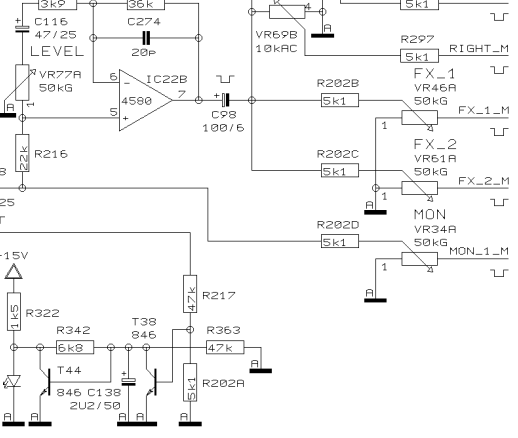 3k9
36k
C116
47/25
LEVEL
C274
20p
VR69B
10kAC
4
A
5k1
R297
5k1
RIGHT_M
VR77A
50kG
A
1
6
5
7
IC22B
4580
-
+
+
C98
100/6
R202B
5k1
FX_1
VR46A
50kG
FX_1_M
1
R216
22k
R202C
5k1
FX_2
VR61A
50kG
FX_2_M
1
A
8
25
T
R202D
5k1
MON
VR34A
50kG
MON_1_M
1
A
-15V
R322
1k5
R342
6k8
T38
846
R217
47k
R363
47k
A
T44
846
C138
2U2/50
+
R202A
5k1
A
A
A
A